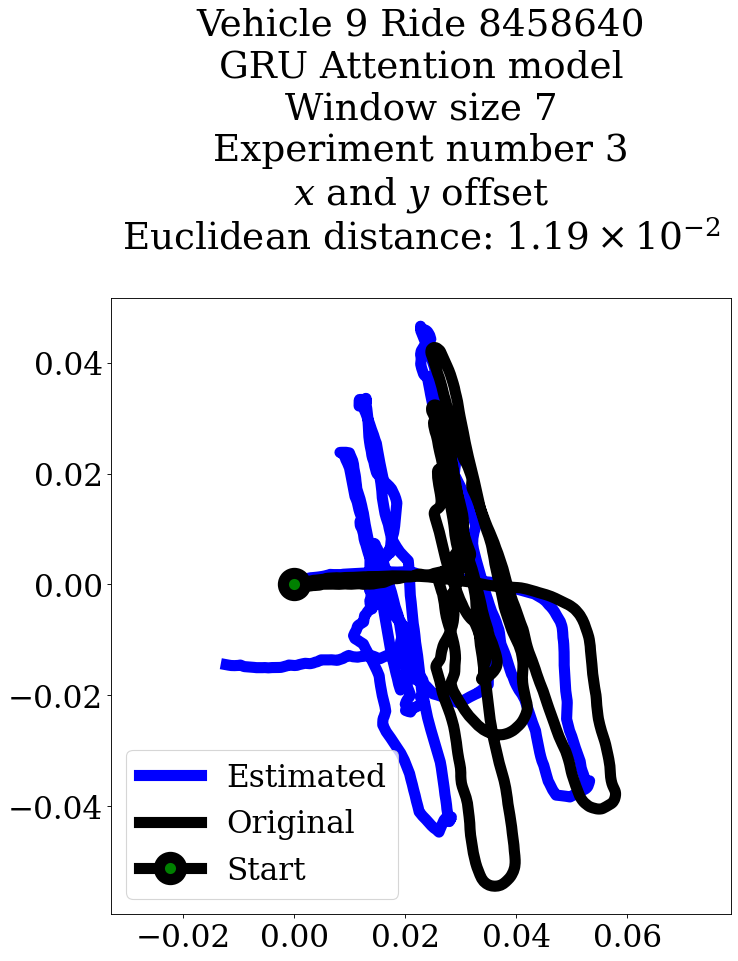 Vehicle 9 Ride 8458640
GRU Attention model
Window size 7
Experiment number 3
x and y offset
Euclidean distance: 1.19 × 10⁻²
0.04
0.02
0.00
−0.02
−0.04
Estimated
Original
Start
−0.02 0.00 0.02 0.04 0.06